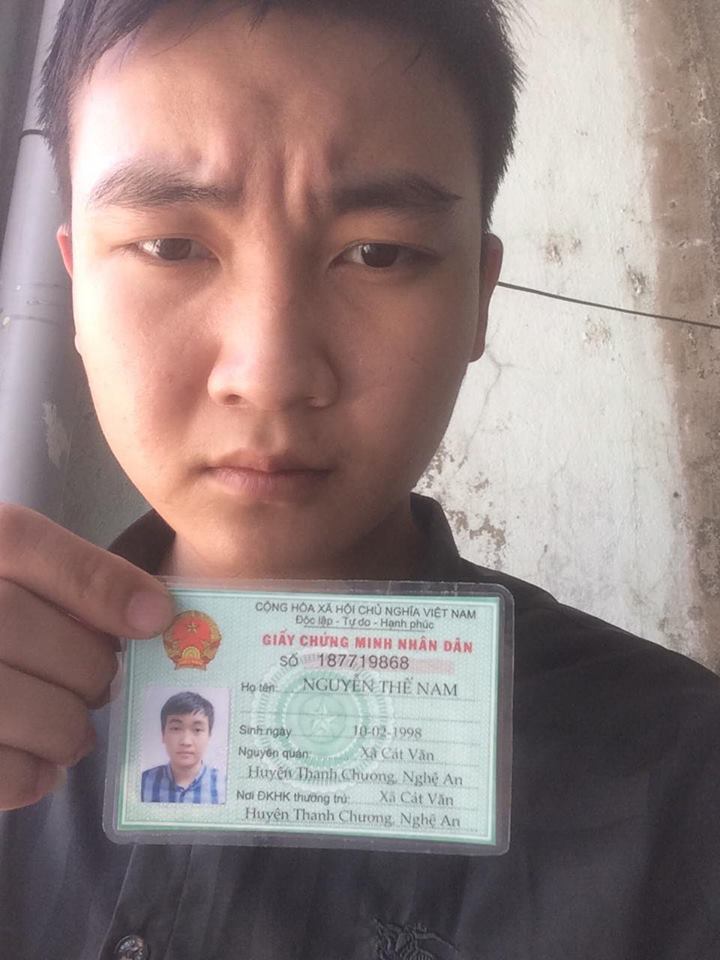 CỘNG HÒA XÃ HỘI CHỦ NGHĨA VIỆT NAM
Độc lập - Tự do - Hạnh phúc
GIẤY CHỨNG MINH NHÂN DÂN
SỐ 187719868
Họ tên: NGUYỄN THẾ NAM
Sinh ngày 10-02-1998
Nguyên quán: Xã Cát Văn
Huyện Thanh Chương, Nghệ An
Nơi ĐKHK thường trú: Xã Cát Văn
Huyện Thanh Chương, Nghệ An